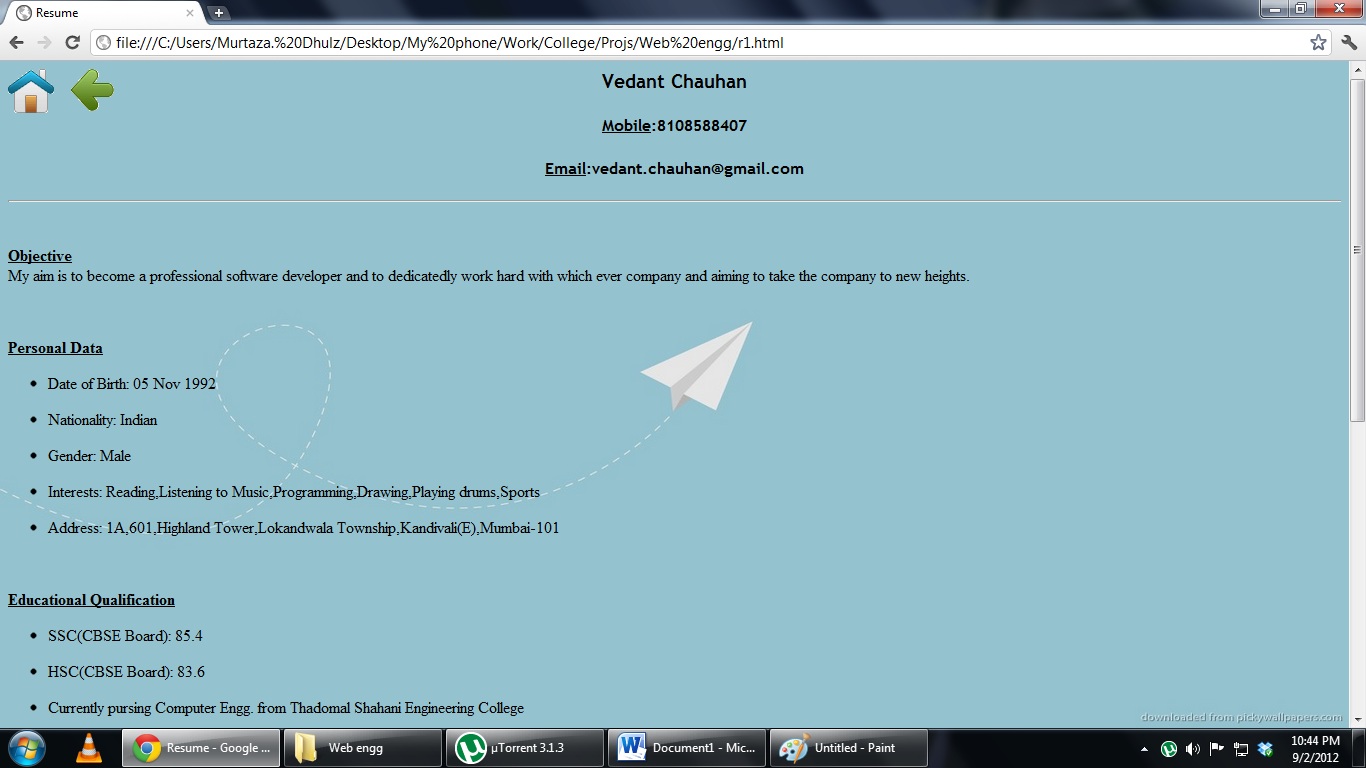 Resume
file:///C:/Users/Murtaza.%20Dhulz/Desktop/My%20phone/Work/College/Projs/Web%20engg/r1.html
Vedant Chauhan
Mobile:8108588407
Email:vedant.chauhan@gmail.com
Objective
My aim is to become a professional software developer and to dedicatedly work hard with which ever company and aiming to take the company to new heights.
Personal Data
• Date of Birth: 05 Nov 1992
• Nationality: Indian
• Gender: Male
• Interests: Reading,Listening to Music,Programming,Drawing,Playing drums,Sports
• Address: 1A,601,Highland Tower,Lokandwala Township,Kandivali(E),Mumbai-101
Educational Qualification
• SSC(CBSE Board): 85.4
• HSC(CBSE Board): 83.6
• Currently pursing Computer Engg. from Thadomal Shahani Engineering College
downloaded from pickywallpapers.com
Resume - Google ... Web engg µTorrent 3.1.3 Document1 - Mic... Untitled - Paint 10:44 PM
9/2/2012